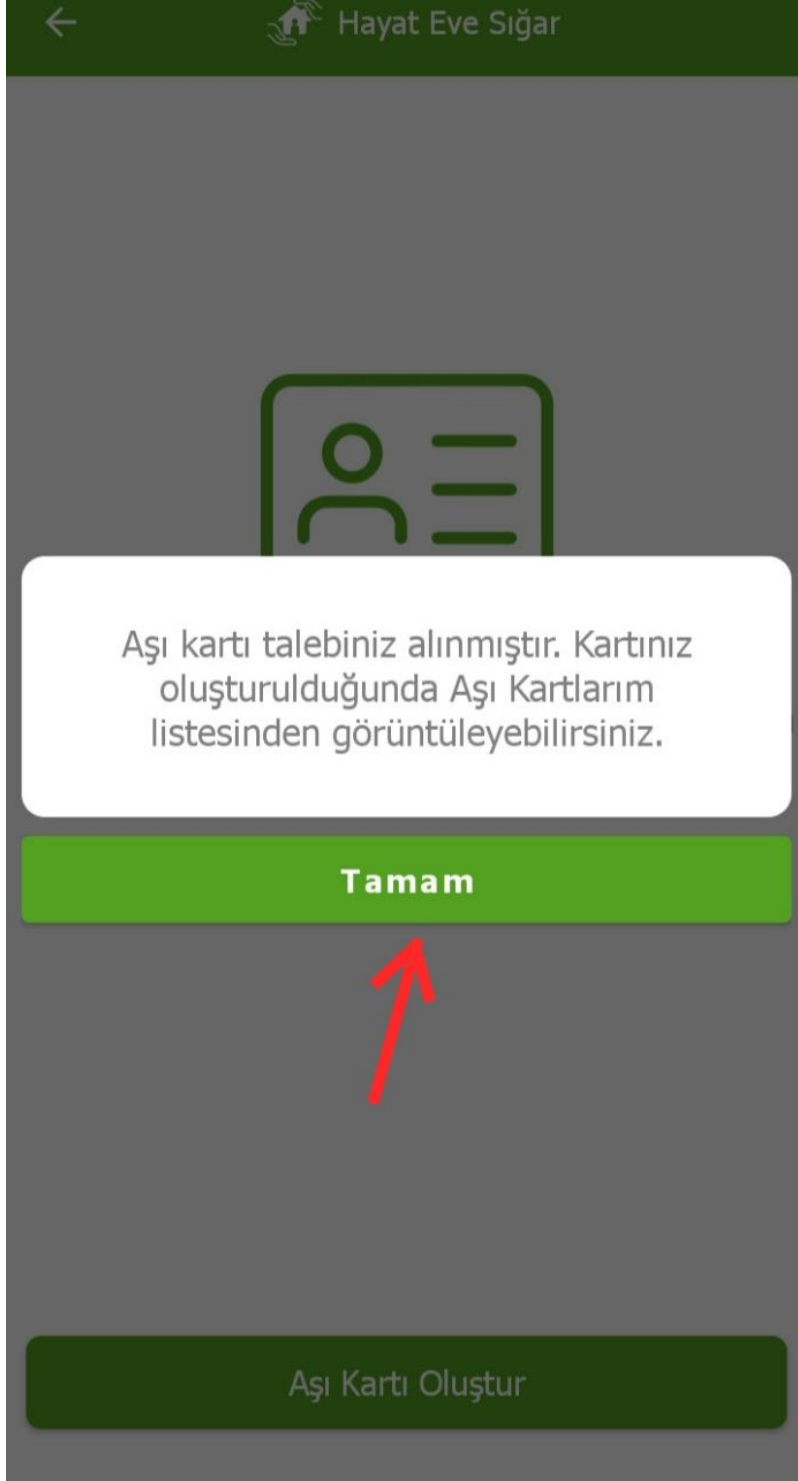 Hayat Eve Sığar
Aşı kartı talebiniz alınmıştır. Kartınız
oluşturulduğunda Aşı Kartlarım
listesinden görüntüleyebilirsiniz.
Tamam
Aşı Kartı Oluştur